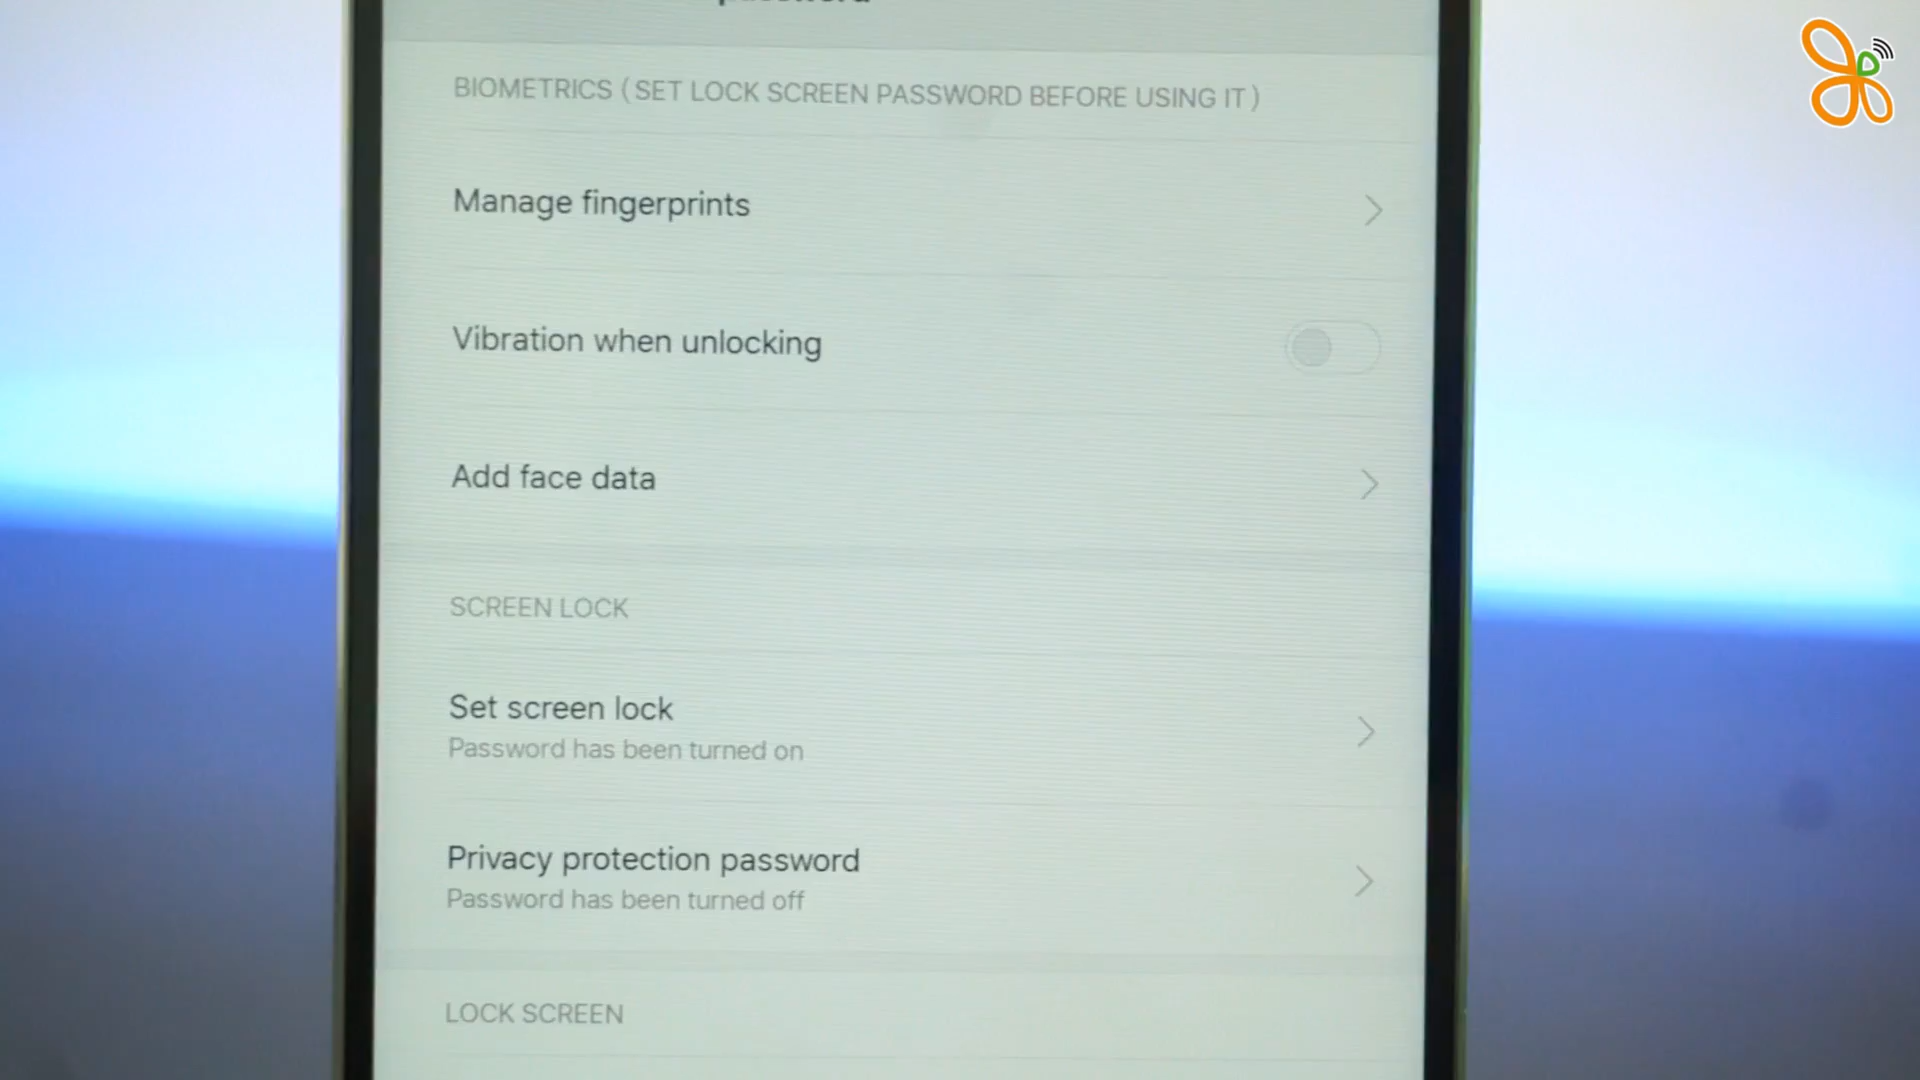 BIOMETRICS (SET LOCK SCREEN PASSWORD BEFORE USING IT)
Manage fingerprints
Vibration when unlocking
Add face data
SCREEN LOCK
Set screen lock
Password has been turned on
Privacy protection password
Password has been turned off
LOCK SCREEN